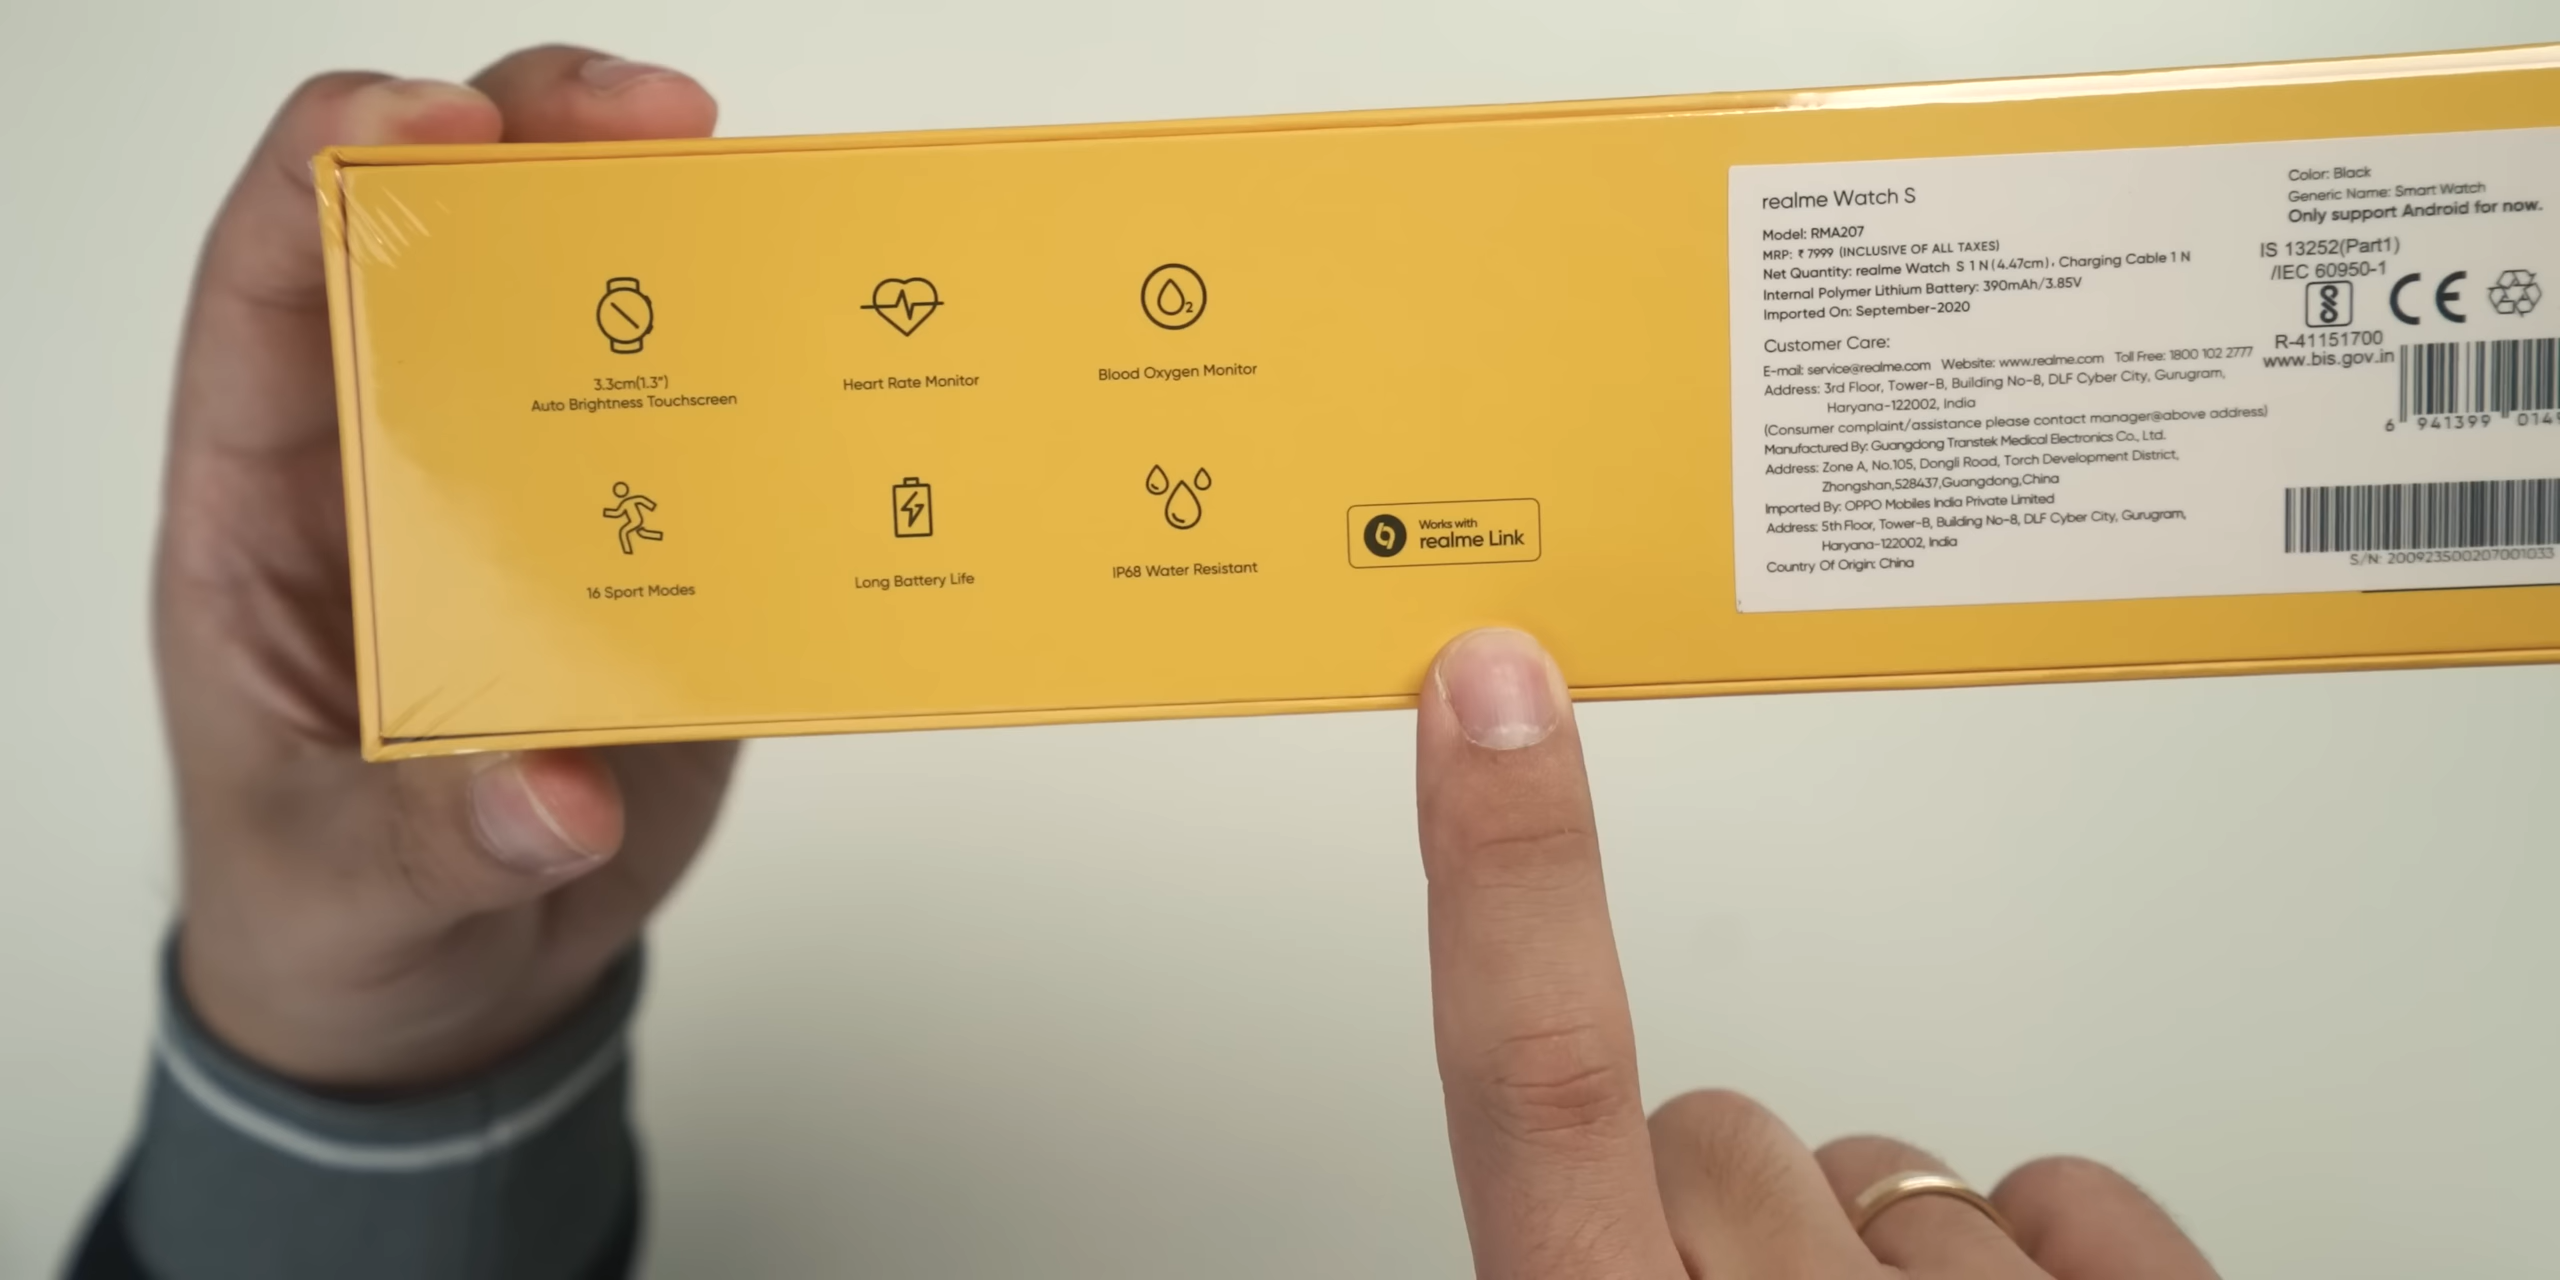 3.3cm(1.3")
Auto Brightness Touchscreen
Heart Rate Monitor
Blood Oxygen Monitor
16 Sport Modes
Long Battery Life
IP68 Water Resistant
Works with
realme Link
realme Watch S
Model: RMA207
MRP: ₹ 7999 (INCLUSIVE OF ALL TAXES)
Net Quantity: realme Watch S 1 N (4.47cm), Charging Cable 1 N
Internal Polymer Lithium Battery: 390mAh/3.85V
Imported On: September-2020
Customer Care:
E-mail: service@realme.com Website: www.realme.com Toll Free: 1800 102 2777
Address: 3rd Floor, Tower-B, Building No-8, DLF Cyber City, Gurugram,
Haryana-122002, India
(Consumer complaint/assistance please contact manager@above address)
Manufactured By: Guangdong Transtek Medical Electronics Co., Ltd.
Address: Zone A, No.105, Dongli Road, Torch Development District,
Zhongshan,528437,Guangdong,China
Imported By: OPPO Mobiles India Private Limited
Address: 5th Floor, Tower-B, Building No-8, DLF Cyber City, Gurugram,
Haryana-122002, India
Country Of Origin: China
Color: Black
Generic Name: Smart Watch
Only support Android for now.
IS 13252(Part1)
/IEC 60950-1
CE
R-41151700
www.bis.gov.in
6 941399 014
S/N: 200923500207001033